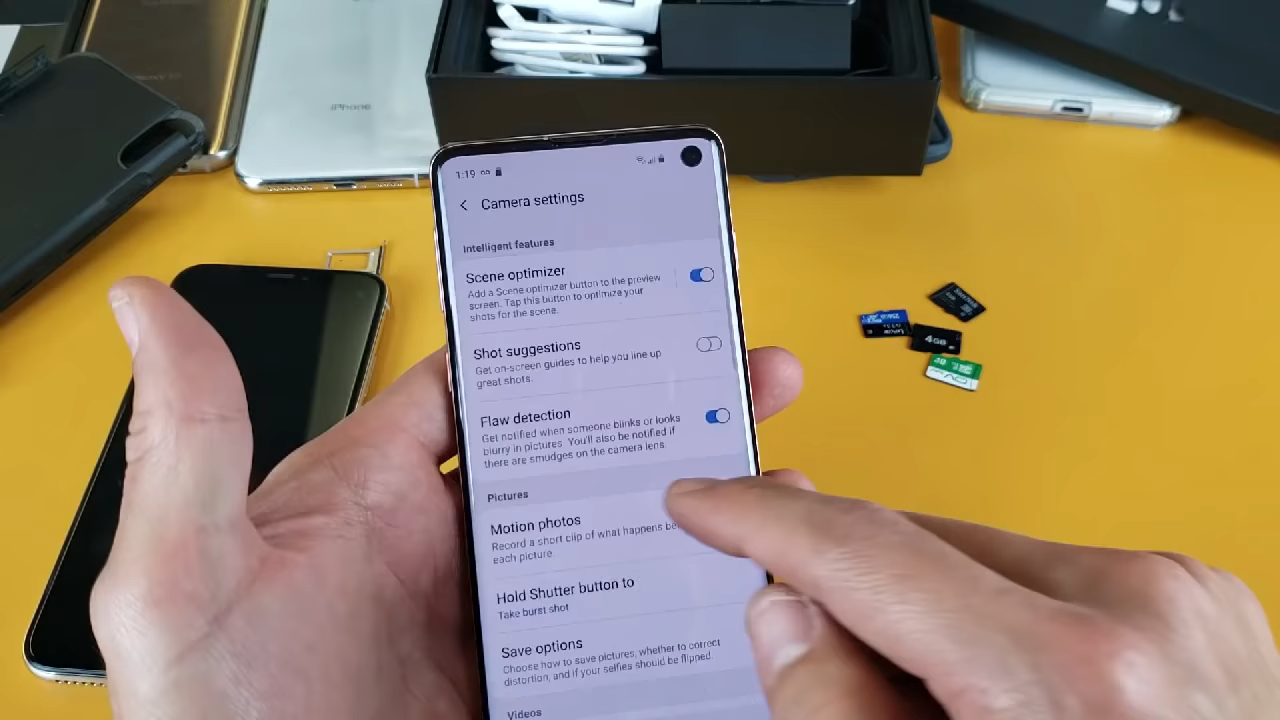 iPhone
1:19
Camera settings
Intelligent features
Scene optimizer
Add a Scene optimizer button to the preview
screen. Tap this button to optimize your
shots for the scene.
Shot suggestions
Get on-screen guides to help you line up
great shots.
Flaw detection
Get notified when someone blinks or looks
blurry in pictures. You'll also be notified if
there are smudges on the camera lens.
Pictures
Motion photos
Record a short clip of what happens
each picture
Hold Shutter button to
Take burst shot
Save options
Choose how to save pictures, whether to correct
distortion, and if your selfies should be flipped
Videos
SanDisk
4GB